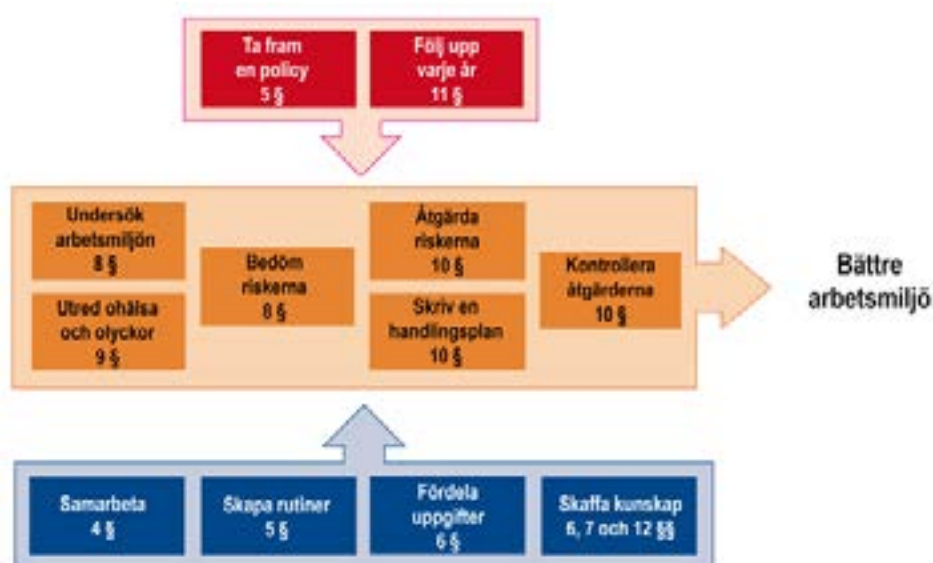 Ta fram
en policy
5 §
Följ upp
varje år
11 §
Undersök
arbetsmiljön
8 §
Utred ohälsa
och olyckor
9 §
Bedöm
riskerna
8 §
Åtgärda
riskerna
10 §
Skriv en
handlingsplan
10 §
Kontrollera
åtgärderna
10 §
Bättre
arbetsmiljö
Samarbeta
4 §
Skapa rutiner
5 §
Fördela
uppgifter
6 §
Skaffa kunskap
6, 7 och 12 §§